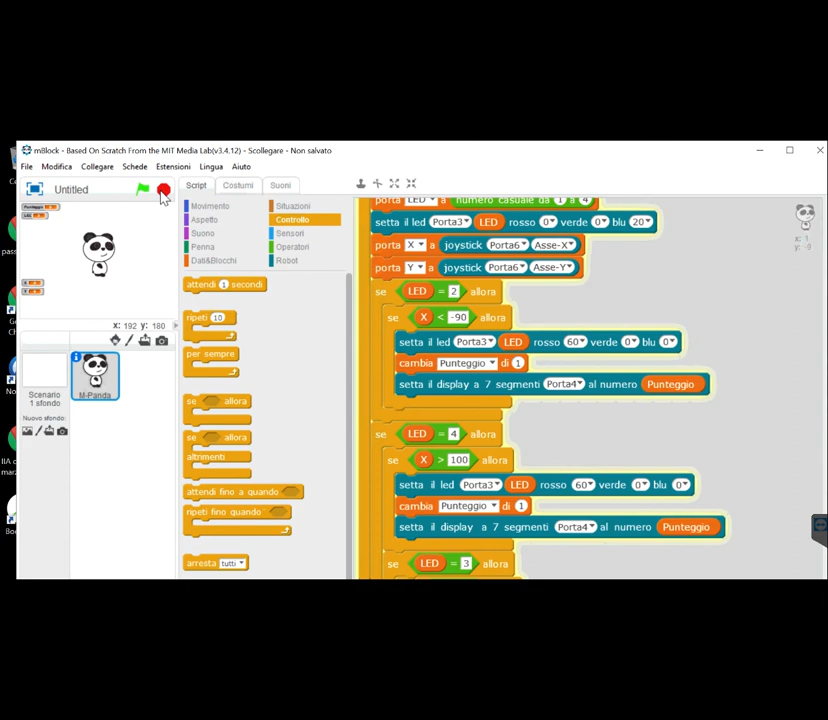 mBlock - Based On Scratch From the MIT Media Lab(v3.4.12) - Scollegare - Non salvato
File Modifica Collegare Schede Estensioni Lingua Aiuto
Untitled
Punteggio
LED
X
Y
X: 192 y: 180
Scenario
1 sfondo
Nuovo sfondo:
M-Panda
Script Costumi Suoni
Movimento Situazioni
Aspetto Controllo
Suono Sensori
Penna Operatori
Dati&Blocchi Robot
attendi 1 secondi
ripeti 10
per sempre
se allora
se allora
altrimenti
attendi fino a quando
ripeti fino quando
arresta tutti
porta LED a numero casuale da 1 a 4
setta il led Porta3 LED rosso 0 verde 0 blu 20
porta X a joystick Porta6 Asse-X
porta Y a joystick Porta6 Asse-Y
se LED = 2 allora
se X < -90 allora
setta il led Porta3 LED rosso 60 verde 0 blu 0
cambia Punteggio di 1
setta il display a 7 segmenti Porta4 al numero Punteggio
se LED = 4 allora
se X > 100 allora
setta il led Porta3 LED rosso 60 verde 0 blu 0
cambia Punteggio di 1
setta il display a 7 segmenti Porta4 al numero Punteggio
se LED = 3 allora
x: 1